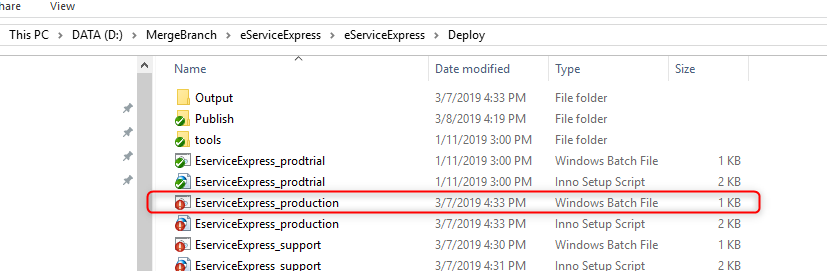 Share View
This PC > DATA (D:) > MergeBranch > eServiceExpress > eServiceExpress > Deploy
Name Date modified Type Size
Output 3/7/2019 4:33 PM File folder
Publish 3/8/2019 4:19 PM File folder
tools 1/11/2019 3:00 PM File folder
EserviceExpress_prodtrial 1/11/2019 3:00 PM Windows Batch File 1 KB
EserviceExpress_prodtrial 1/11/2019 3:00 PM Inno Setup Script 2 KB
EserviceExpress_production 3/7/2019 4:33 PM Windows Batch File 1 KB
EserviceExpress_production 3/7/2019 4:33 PM Inno Setup Script 2 KB
EserviceExpress_support 3/7/2019 4:30 PM Windows Batch File 1 KB
EserviceExpress_support 3/7/2019 4:31 PM Inno Setup Script 2 KB